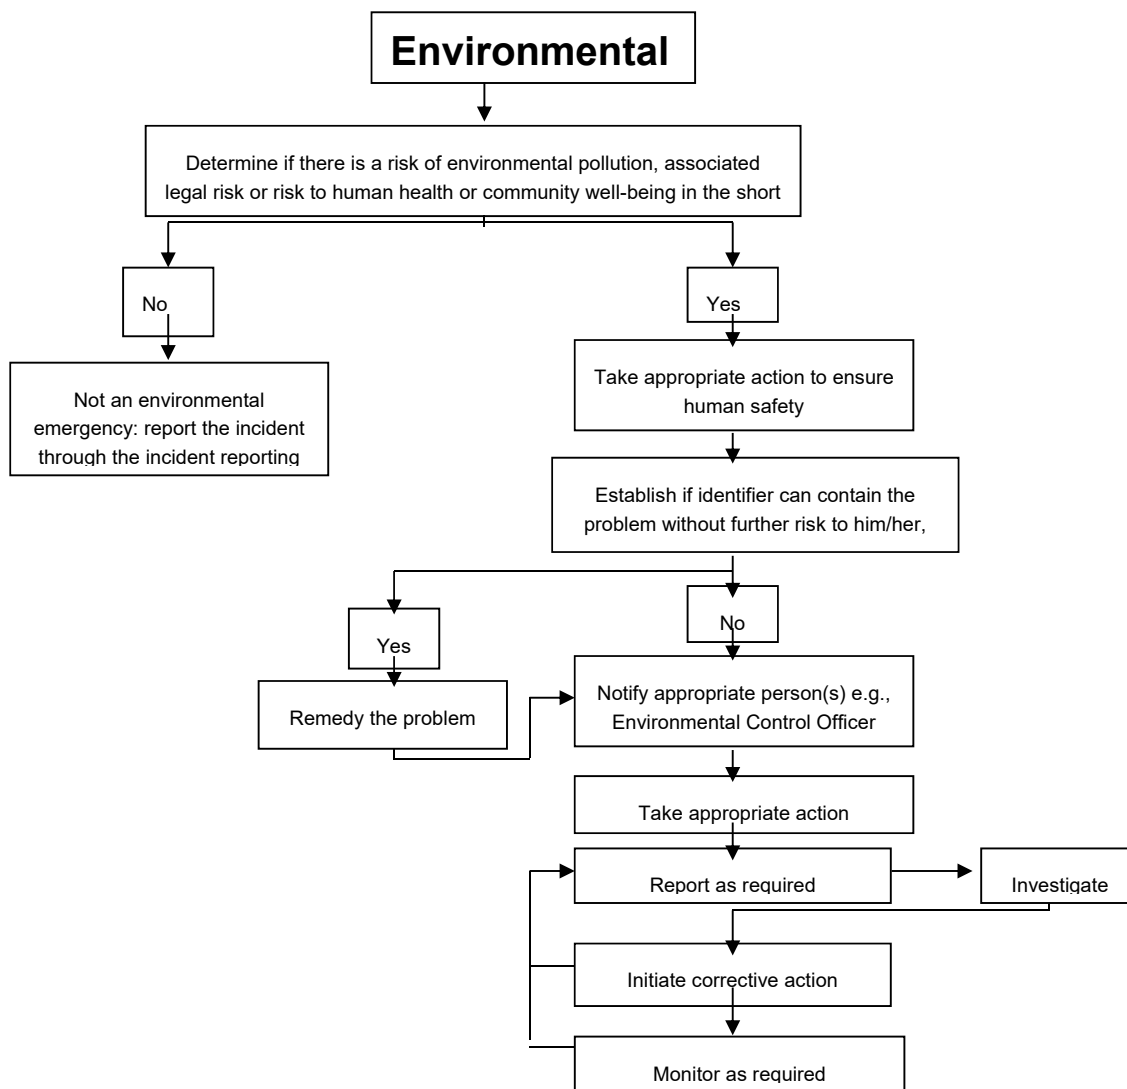 Environmental
Determine if there is a risk of environmental pollution, associated
legal risk or risk to human health or community well-being in the short
No
Yes
Not an environmental
emergency: report the incident
through the incident reporting
Take appropriate action to ensure
human safety
Establish if identifier can contain the
problem without further risk to him/her,
Yes
No
Remedy the problem
Notify appropriate person(s) e.g.,
Environmental Control Officer
Take appropriate action
Report as required
Investigate
Initiate corrective action
Monitor as required